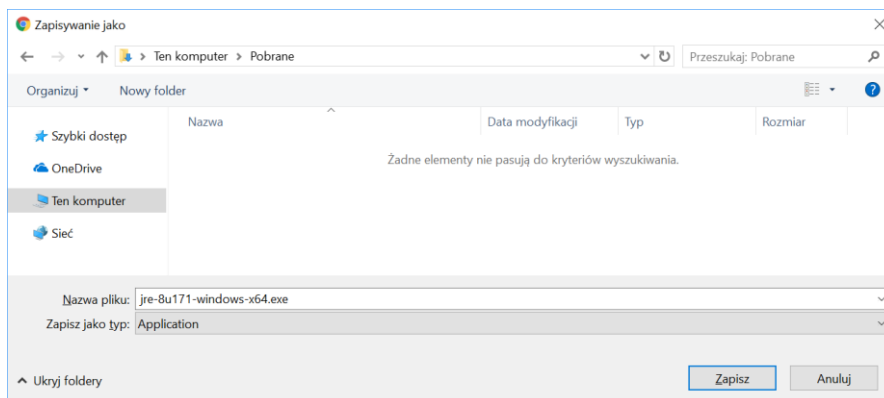 Zapisywanie jako
Ten komputer > Pobrane
Przeszukaj: Pobrane
Organizuj
Nowy folder
Nazwa Data modyfikacji Typ Rozmiar
Szybki dostęp
Żadne elementy nie pasują do kryteriów wyszukiwania.
OneDrive
Ten komputer
Sieć
Nazwa pliku: jre-8u171-windows-x64.exe
Zapisz jako typ: Application
Ukryj foldery
Zapisz
Anuluj